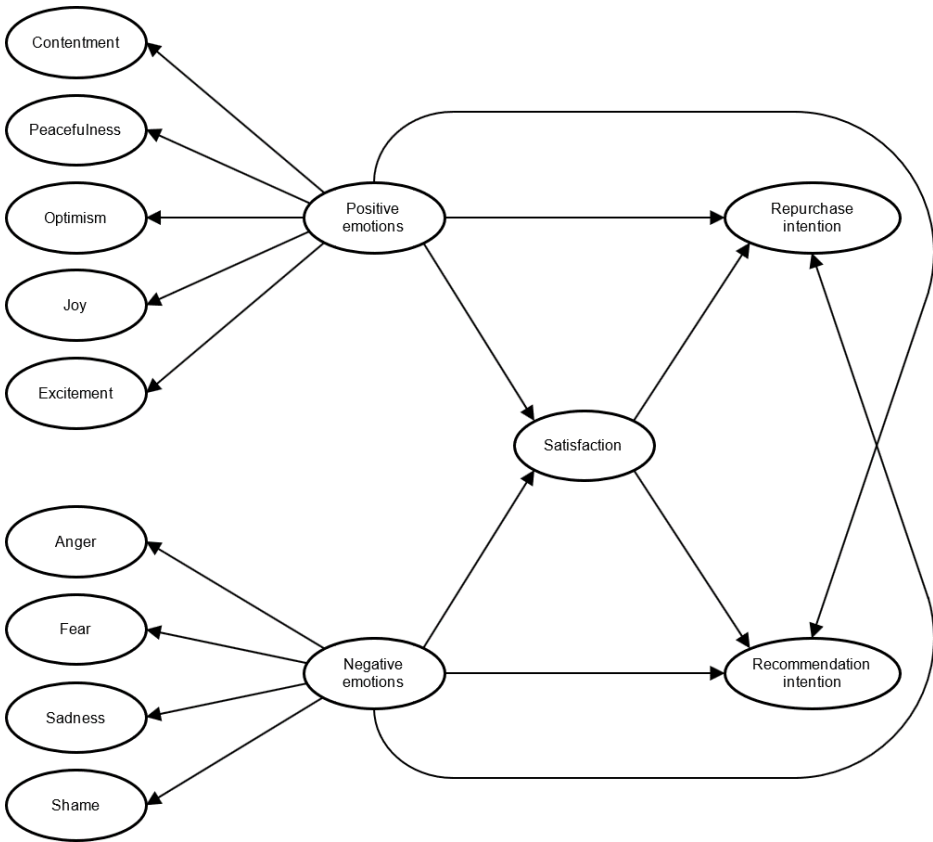 Contentment
Peacefulness
Optimism
Joy
Excitement
Positive
emotions
Repurchase
intention
Satisfaction
Anger
Fear
Sadness
Shame
Negative
emotions
Recommendation
intention